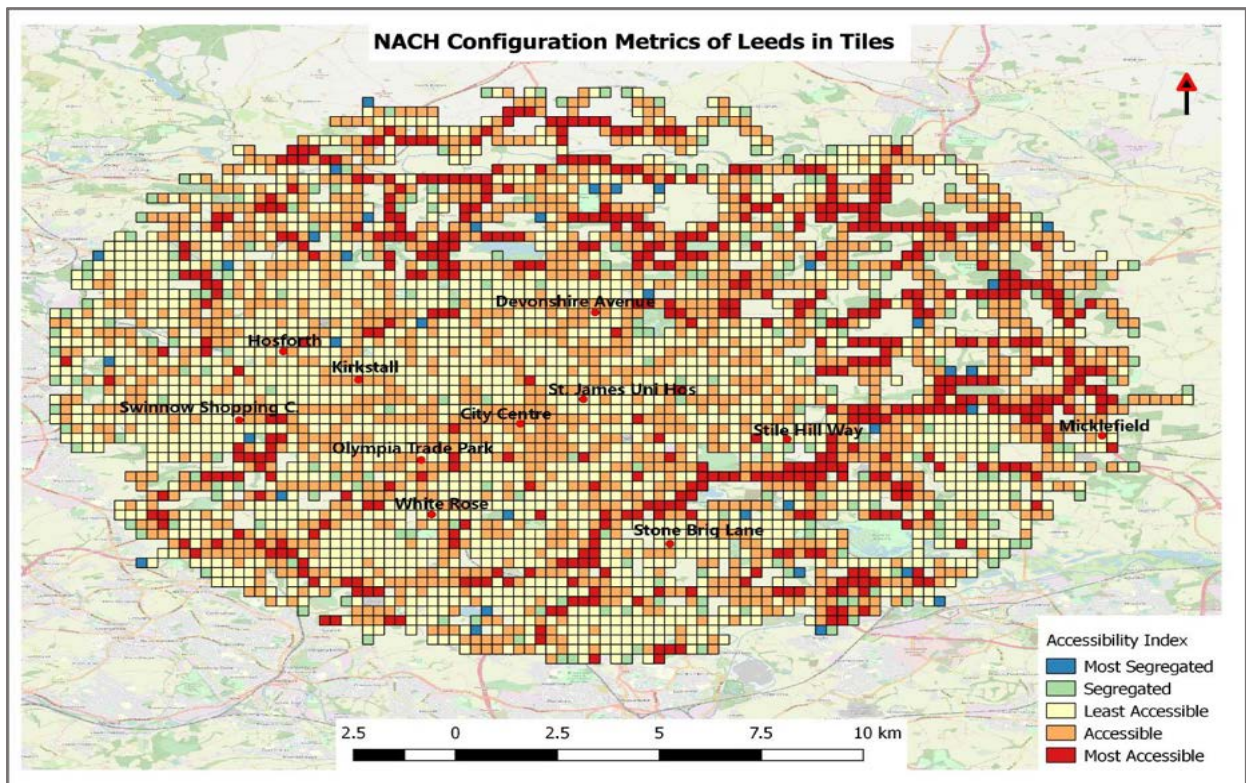 NACH Configuration Metrics of Leeds in Tiles
Devonshire Avenue
Hosforth
Kirkstall
St. James Uni Hos
Swinnow Shopping C.
City Centre
Stile Hill Way
Micklefield
Olympia Trade Park
White Rose
Stone Brig Lane
Accessibility Index
Most Segregated
Segregated
Least Accessible
Accessible
Most Accessible
2.5 0 2.5 5 7.5 10 km